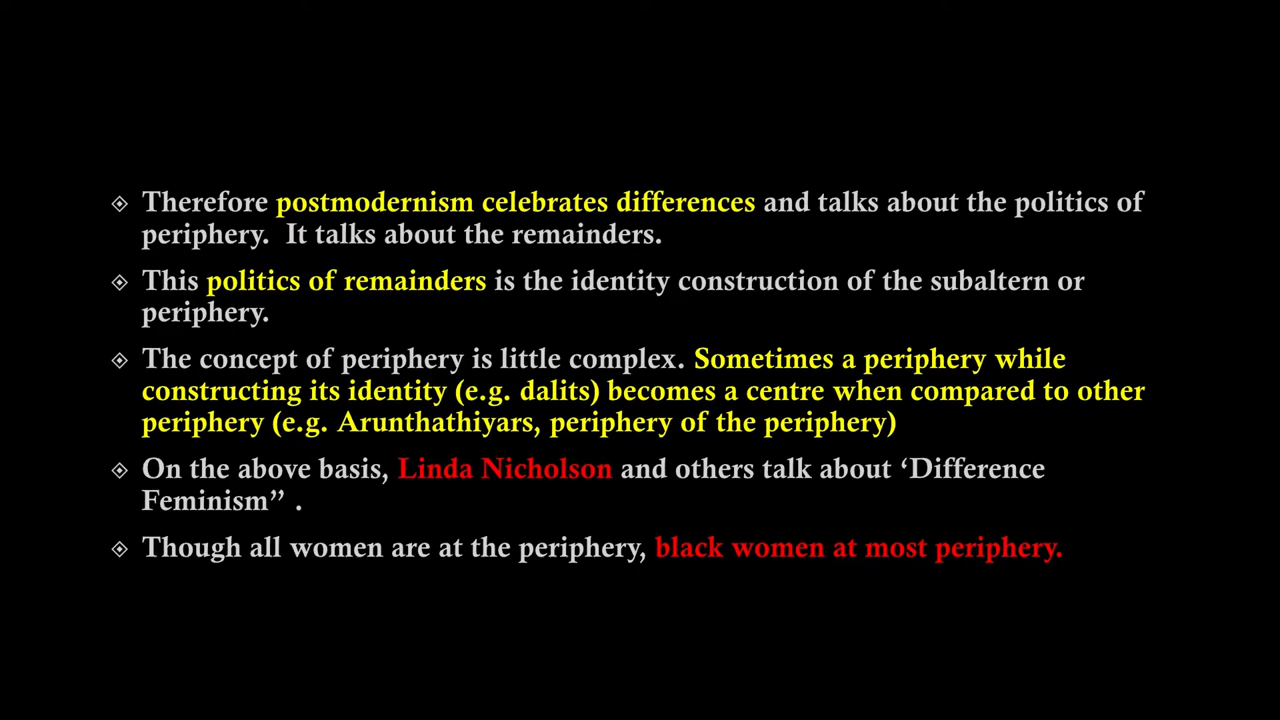 Therefore postmodernism celebrates differences and talks about the politics of
periphery.  It talks about the remainders.
This politics of remainders is the identity construction of the subaltern or
periphery.
The concept of periphery is little complex. Sometimes a periphery while
constructing its identity (e.g. dalits) becomes a centre when compared to other
periphery (e.g. Arunthathiyars, periphery of the periphery)
On the above basis, Linda Nicholson and others talk about ‘Difference
Feminism” .
Though all women are at the periphery, black women at most periphery.